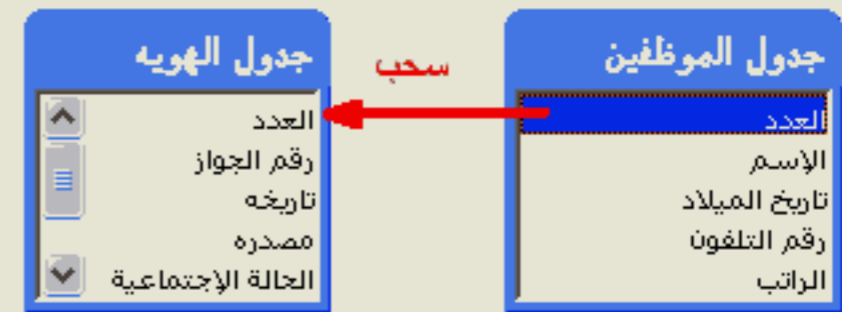 جدول الموظفين
العدد
الإسم
تاريخ الميلاد
رقم التلفون
الراتب
سحب
جدول الهويه
العدد
رقم الجواز
تاريخه
مصدره
الحالة الإجتماعية